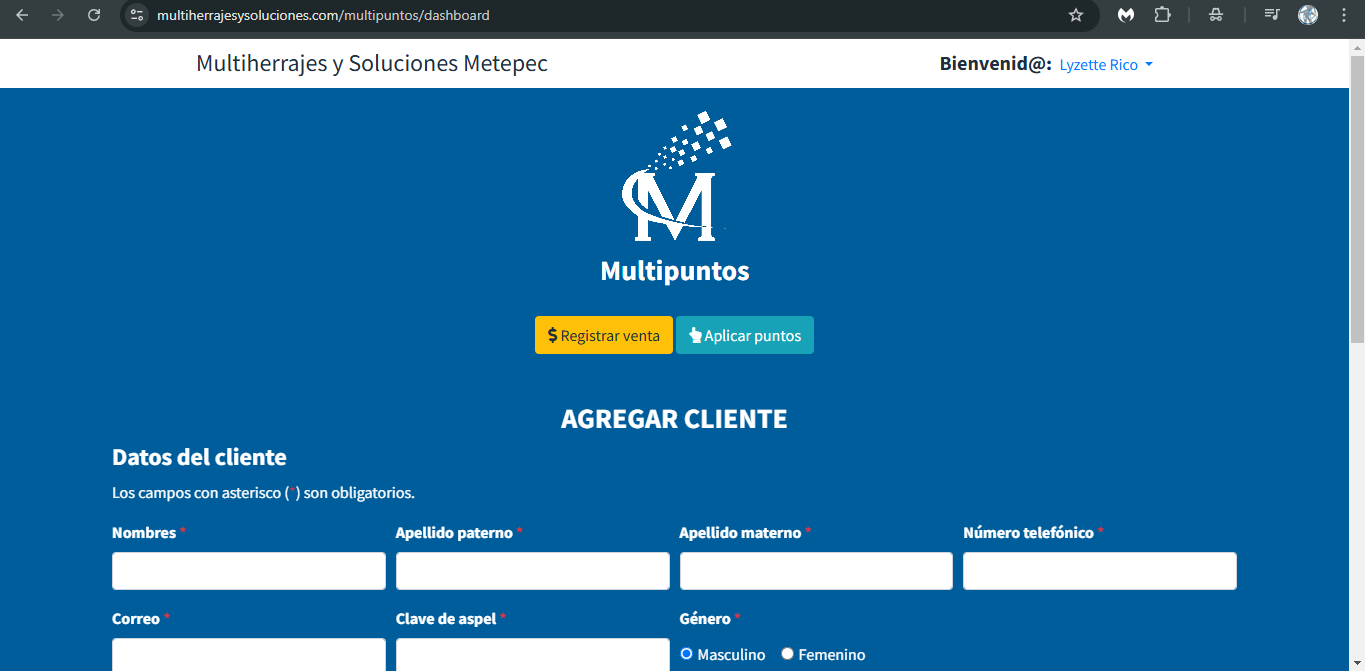 multiherrajesysoluciones.com/multipuntos/dashboard
Multiherrajes y Soluciones Metepec
Bienvenid@: Lyzette Rico
M
Multipuntos
$ Registrar venta
Aplicar puntos
AGREGAR CLIENTE
Datos del cliente
Los campos con asterisco (*) son obligatorios.
Nombres * Apellido paterno * Apellido materno * Número telefónico *
Correo * Clave de aspel * Género *
Masculino Femenino